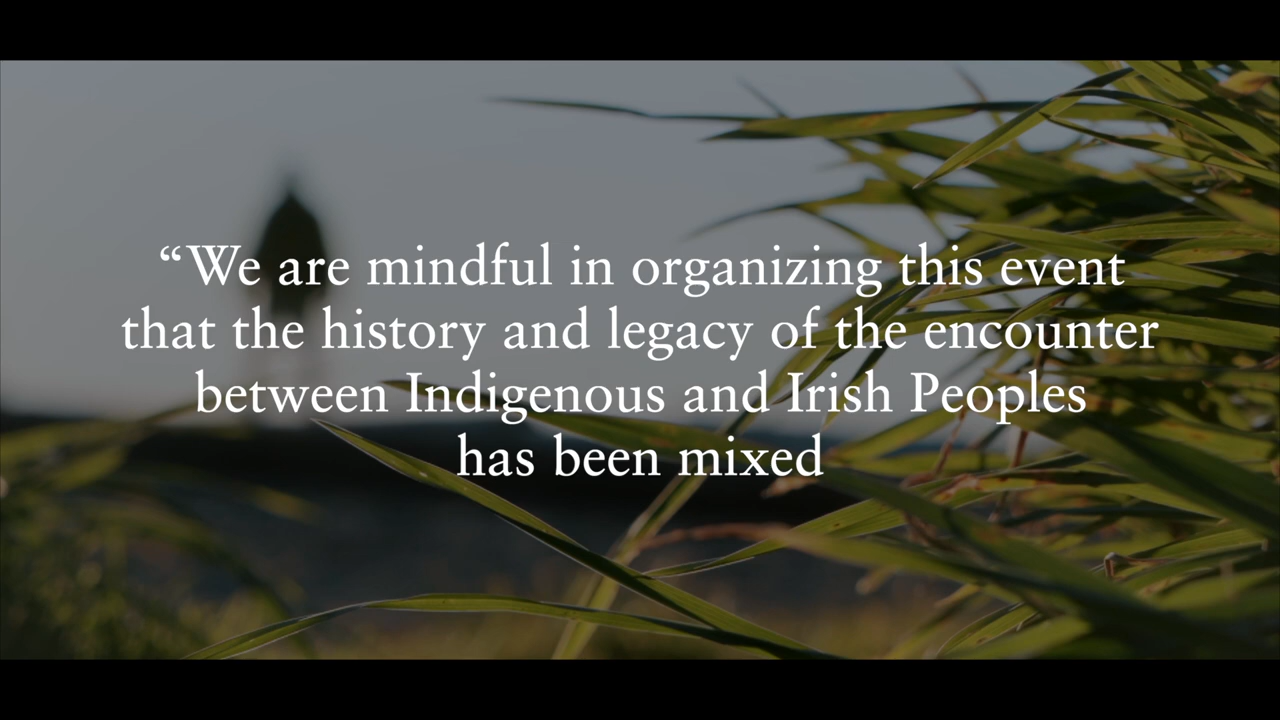 “We are mindful in organizing this event
that the history and legacy of the encounter
between Indigenous and Irish Peoples
has been mixed